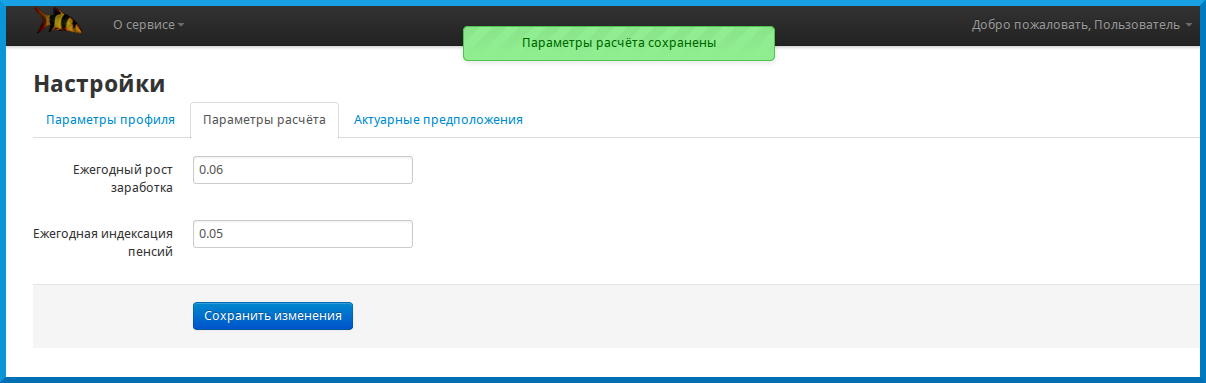 О сервисе
Добро пожаловать, Пользователь
Параметры расчёта сохранены
Настройки
Параметры профиля
Параметры расчёта
Актуарные предположения
Ежегодный рост
заработка
0.06
Ежегодная индексация
пенсий
0.05
Сохранить изменения